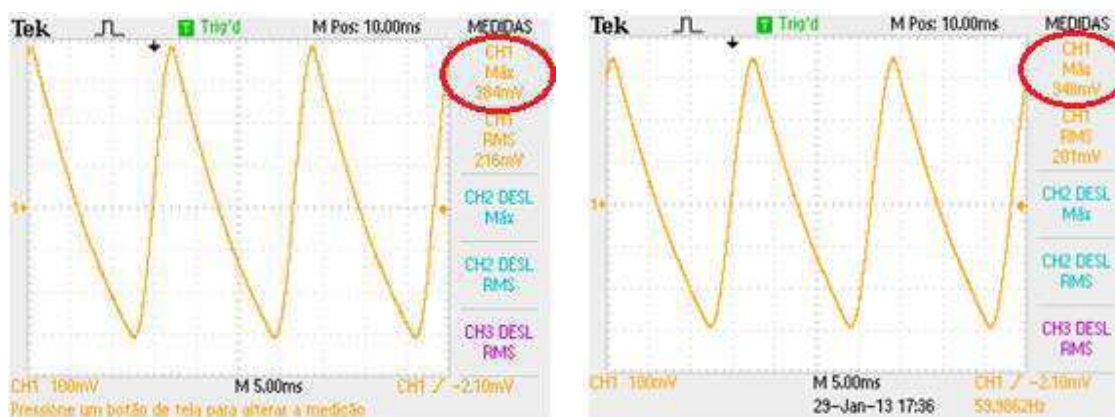 Tek Trig'd M Pos: 10.00ms MEDIDAS
CH1
Máx
384mV
CH1
RMS
216mV
CH2 DESL
Máx
CH2 DESL
RMS
CH3 DESL
RMS
CH1 100mV M 5.00ms CH1 / -2.10mV
Pressione um botão de tela para alterar a medição
Tek Trig'd M Pos: 10.00ms MEDIDAS
CH1
Máx
348mV
CH1
RMS
201mV
CH2 DESL
Máx
CH2 DESL
RMS
CH3 DESL
RMS
CH1 100mV M 5.00ms CH1 / -2.10mV
29-Jan-13 17:36 59.9862Hz